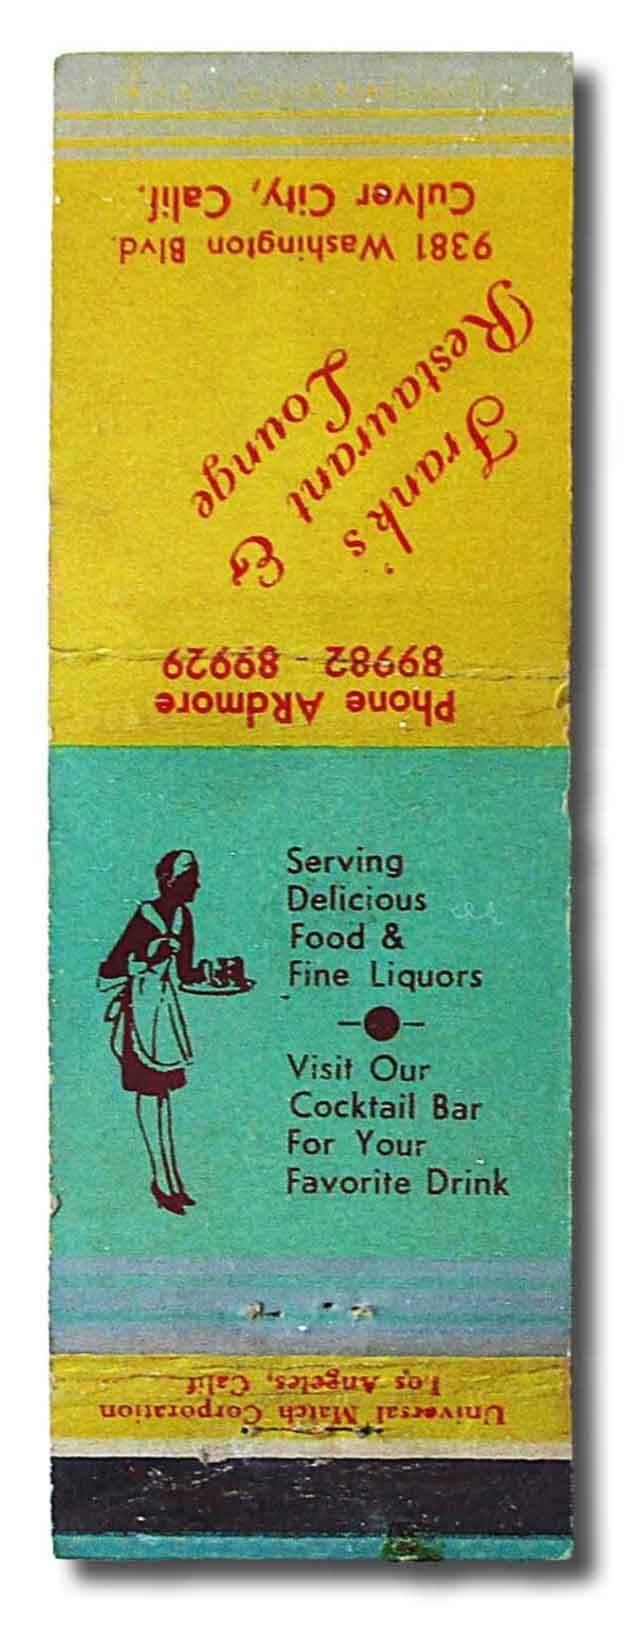 Culver City, Calif.
9381 Washington Blvd.
Frank's
Restaurant &
Lounge
Phone ARdmore
89982 - 89929
Serving
Delicious
Food &
Fine Liquors
Visit Our
Cocktail Bar
For Your
Favorite Drink
Universal Match Corporation
Los Angeles, Calif